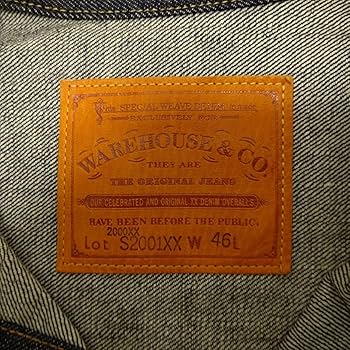 SPECIAL WEAVE DENIM
EXCLUSIVELY FOR
WAREHOUSE & CO.
THEY ARE
THE ORIGINAL JEANS
OUR CELEBRATED AND ORIGINAL XX DENIM OVERALLS
HAVE BEEN BEFORE THE PUBLIC.
2000XX
Lot S2001XX W 46L